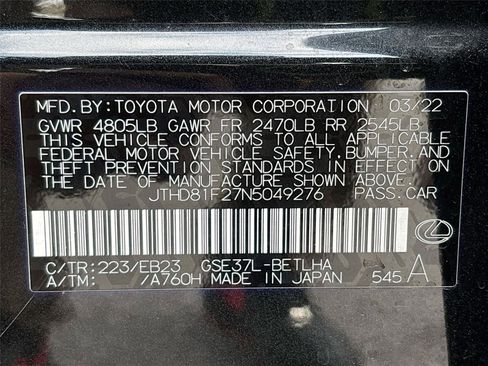 MFD.BY:TOYOTA MOTOR CORPORATION 03/22
GVWR 4805LB GAWR FR 2470LB RR 2545LB
THIS VEHICLE CONFORMS TO ALL APPLICABLE
FEDERAL MOTOR VEHICLE SAFETY,BUMPER,AND
THEFT PREVENTION STANDARDS IN EFFECT ON
THE DATE OF MANUFACTURE SHOWN ABOVE.
JTHD81F27N5049276 PASS.CAR
C/TR:223/EB23 GSE37L-BETLHA
A/TM: /A760H MADE IN JAPAN 545 A